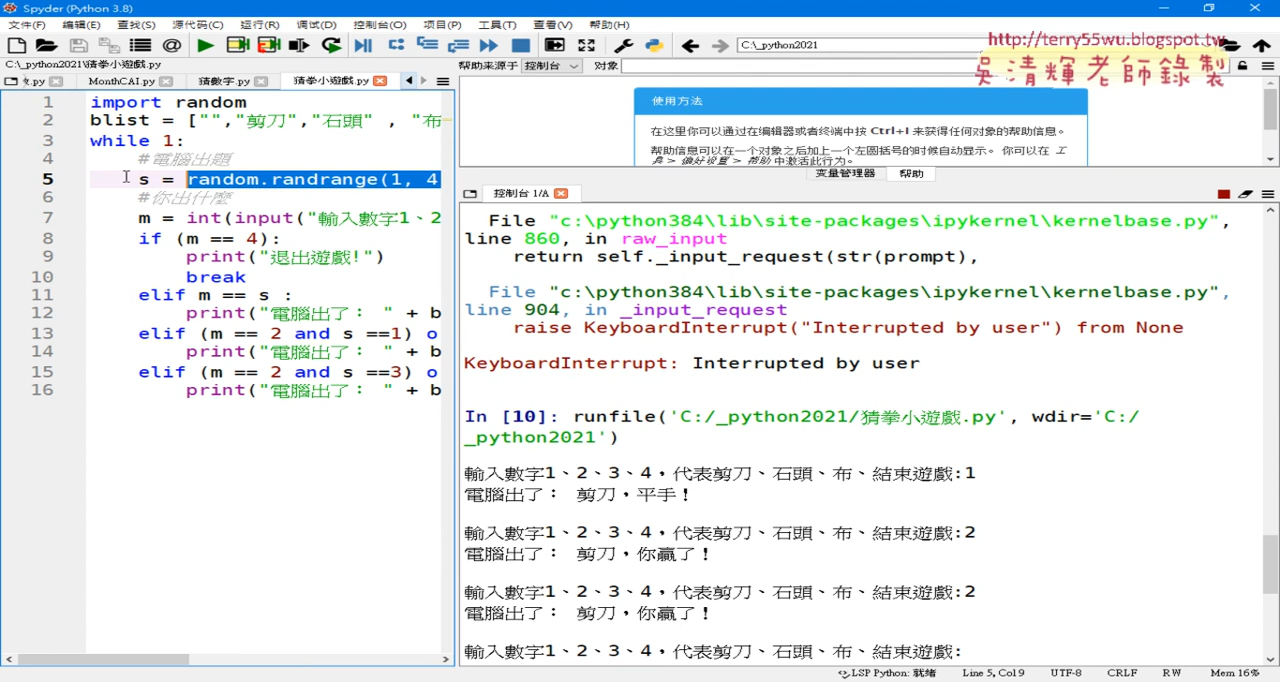 Spyder (Python 3.8)
文件(F) 编辑(E) 查找(S) 源代码(C) 运行(R) 调试(D) 控制台(O) 项目(P) 工具(T) 查看(V) 帮助(H)
C:\_python2021
http://terry55wu.blogspot.tw
吳清輝老師錄製
C:\_python2021\猜拳小遊戲.py
帮助来源于 控制台 对象
t.py MonthCAl.py 猜數字.py 猜拳小遊戲.py
1 import random
2 blist = ["","剪刀","石頭" , "布
3 while 1:
4 #電腦出題
5 s = random.randrange(1, 4
6 #你出什麼
7 m = int(input("輸入數字1、2
8 if (m == 4):
9 print("退出遊戲!")
10 break
11 elif m == s :
12 print("電腦出了： " + b
13 elif (m == 2 and s ==1) o
14 print("電腦出了： " + b
15 elif (m == 2 and s ==3) o
16 print("電腦出了： " + b
使用方法
在这里你可以通过在编辑器或者终端中按 Ctrl+I 来获得任何对象的帮助信息。
帮助信息可以在一个对象之后加上一个左圆括号的时候自动显示。 你可以在 工
具 > 偏好设置 > 帮助 中激活此行为。
变量管理器 帮助
控制台 1/A
File "c:\python384\lib\site-packages\ipykernel\kernelbase.py",
line 860, in raw_input
return self._input_request(str(prompt),
File "c:\python384\lib\site-packages\ipykernel\kernelbase.py",
line 904, in _input_request
raise KeyboardInterrupt("Interrupted by user") from None
KeyboardInterrupt: Interrupted by user
In [10]: runfile('C:/_python2021/猜拳小遊戲.py', wdir='C:/
_python2021')
輸入數字1、2、3、4，代表剪刀、石頭、布、結束遊戲:1
電腦出了： 剪刀，平手！
輸入數字1、2、3、4，代表剪刀、石頭、布、結束遊戲:2
電腦出了： 剪刀，你贏了！
輸入數字1、2、3、4，代表剪刀、石頭、布、結束遊戲:2
電腦出了： 剪刀，你贏了！
輸入數字1、2、3、4，代表剪刀、石頭、布、結束遊戲:
LSP Python: 就绪 Line 5, Col 9 UTF-8 CRLF RW Mem 16%